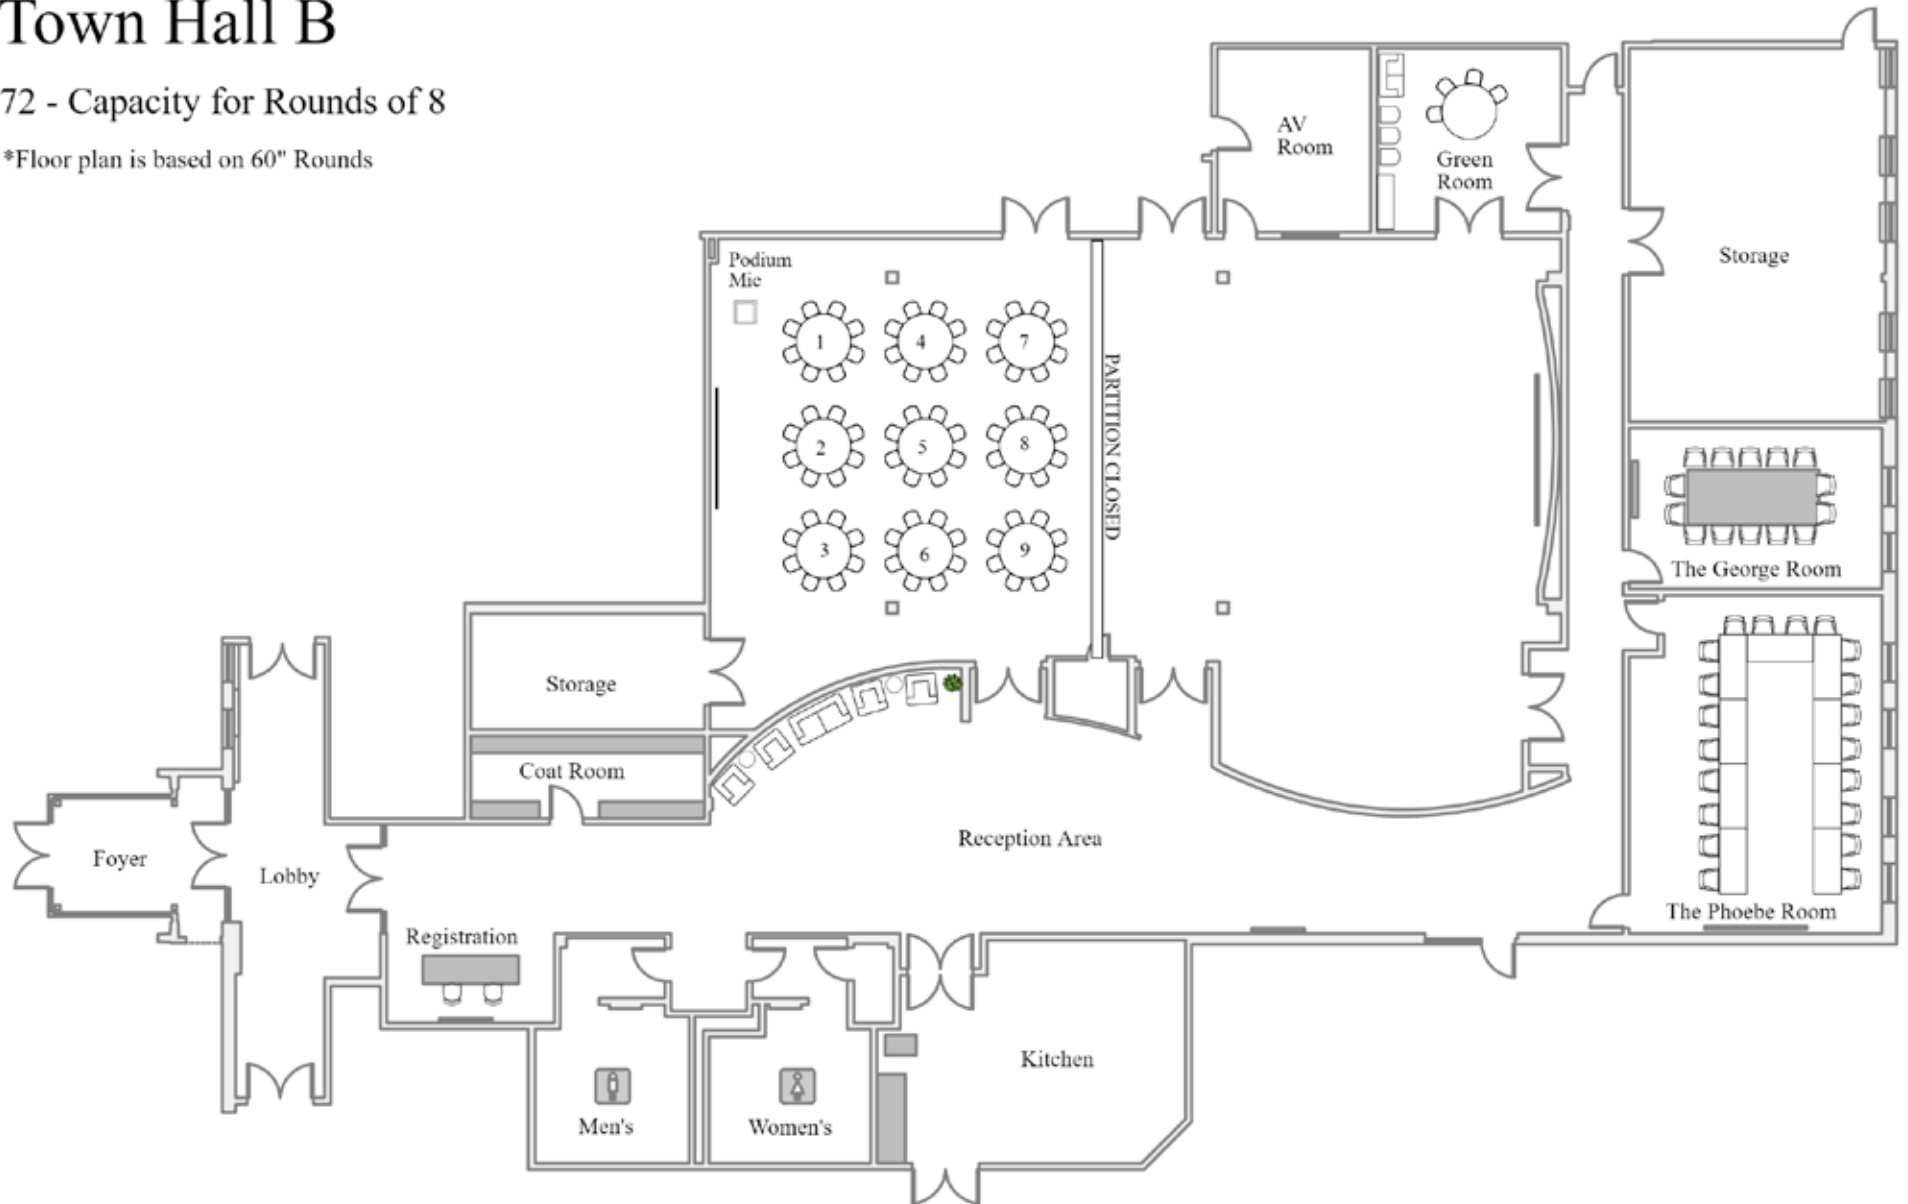 Town Hall B
72 - Capacity for Rounds of 8
*Floor plan is based on 60" Rounds
AV
Room
Green
Room
Storage
Podium
Mic
1
4
7
2
5
8
3
6
9
PARTITION CLOSED
The George Room
Storage
Coat Room
Reception Area
Foyer
Lobby
Registration
The Phoebe Room
Kitchen
Men's
Women's